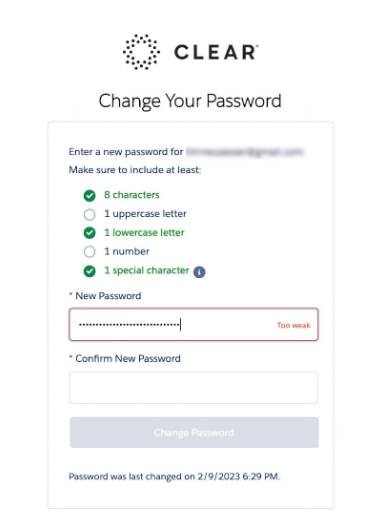 CLEAR
Change Your Password
Enter a new password for
Make sure to include at least:
8 characters
1 uppercase letter
1 lowercase letter
1 number
1 special character
* New Password
Too weak
* Confirm New Password
Change Password
Password was last changed on 2/9/2023 6:29 PM.